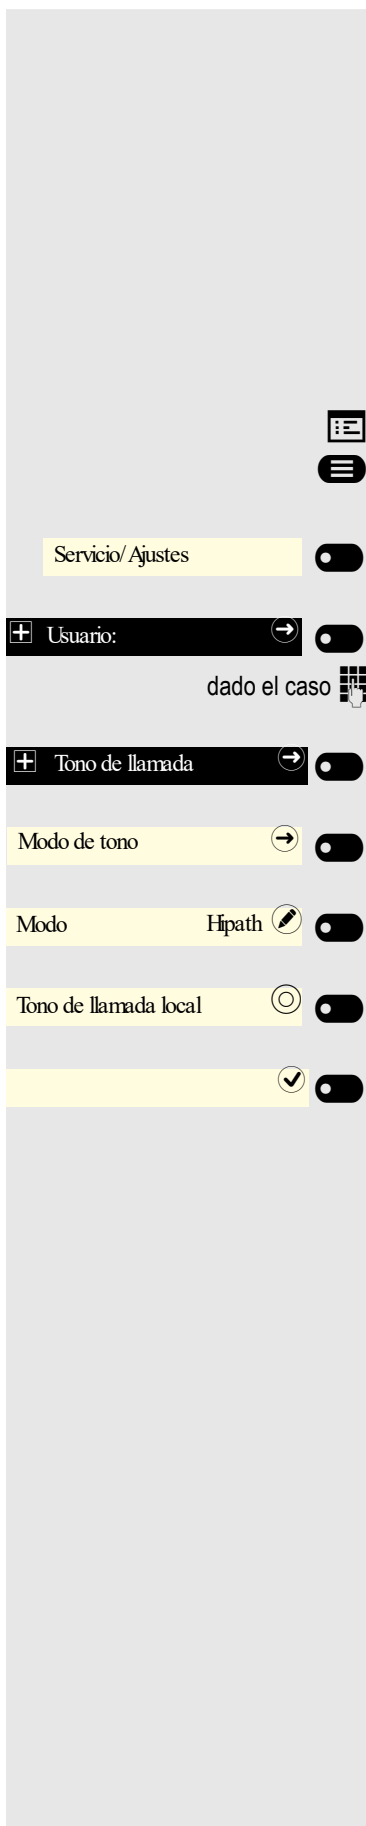 Servicio/Ajustes
Usuario:
dado el caso
Tono de llamada
Modo de tono
Modo Hipath
Tono de llamada local